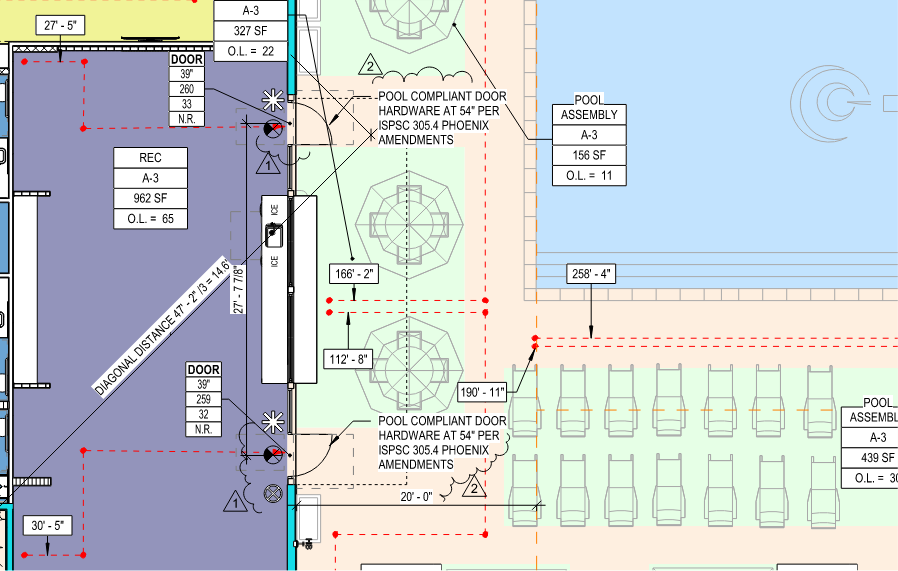 27' - 5"
A-3
327 SF
O.L. = 22
DOOR
39"
260
33
N.R.
2
POOL COMPLIANT DOOR
HARDWARE AT 54" PER
ISPSC 305.4 PHOENIX
AMENDMENTS
POOL
ASSEMBLY
A-3
156 SF
O.L. = 11
1
REC
A-3
962 SF
O.L. = 65
ICE
ICE
27' - 7 7/8"
DIAGONAL DISTANCE 47' - 2" /3 = 14.6'
166' - 2"
258' - 4"
112' - 8"
190' - 11"
DOOR
39"
259
32
N.R.
POOL COMPLIANT DOOR
HARDWARE AT 54" PER
ISPSC 305.4 PHOENIX
AMENDMENTS
POOL
A-3
439 SF
1
2
20' - 0"
30' - 5"